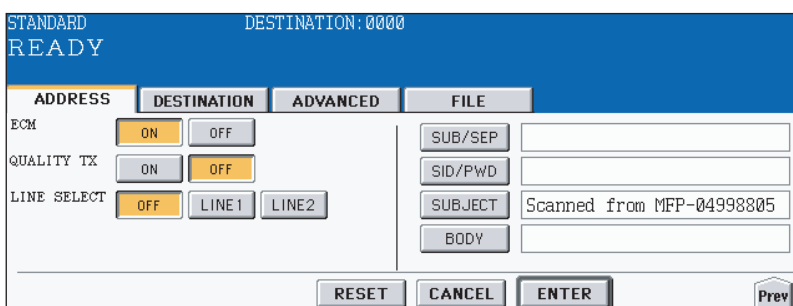 STANDARD DESTINATION:0000
READY
ADDRESS DESTINATION ADVANCED FILE
ECM ON OFF
QUALITY TX ON OFF
LINE SELECT OFF LINE1 LINE2
SUB/SEP
SID/PWD
SUBJECT Scanned from MFP-04998805
BODY
RESET CANCEL ENTER Prev